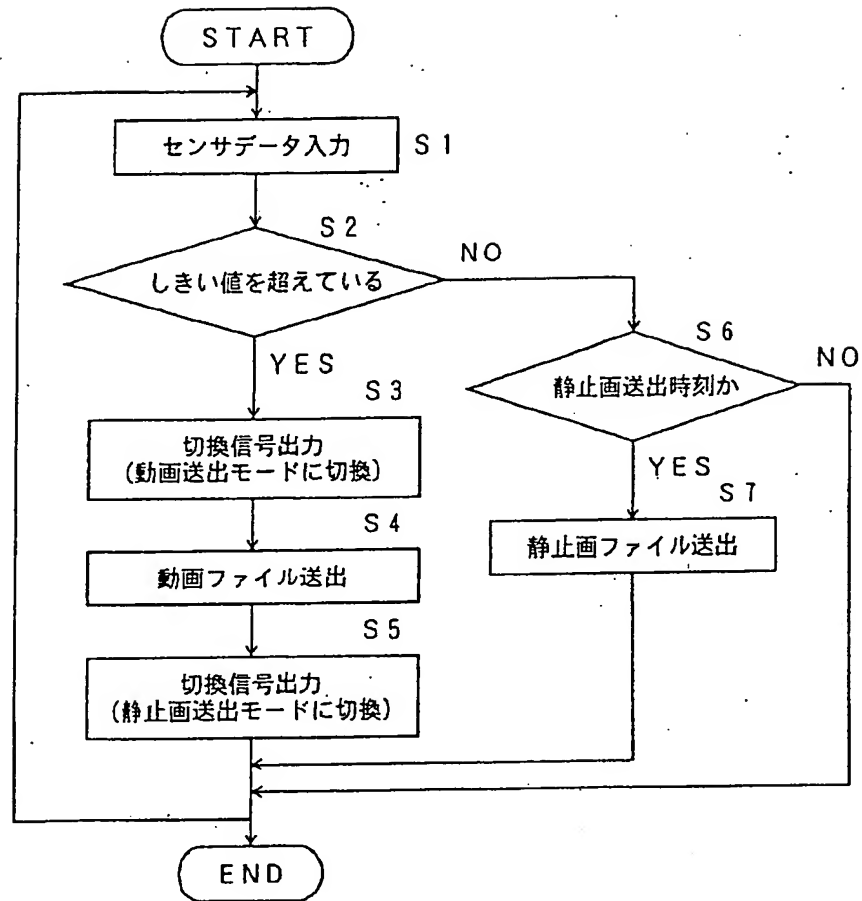 START
センサデータ入力 S1
S2
しきい値を超えている
NO
YES
S6
静止画送出時刻か
NO
YES
S3
切換信号出力
(動画送出モードに切換)
S4
動画ファイル送出
S5
切換信号出力
(静止画送出モードに切換)
S7
静止画ファイル送出
END